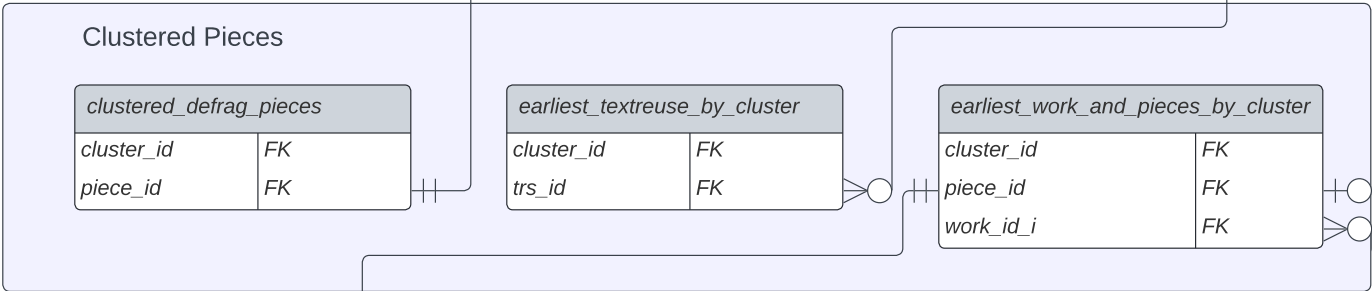 Clustered Pieces
clustered_defrag_pieces
cluster_id FK
piece_id FK
earliest_textreuse_by_cluster
cluster_id FK
trs_id FK
earliest_work_and_pieces_by_cluster
cluster_id FK
piece_id FK
work_id_i FK